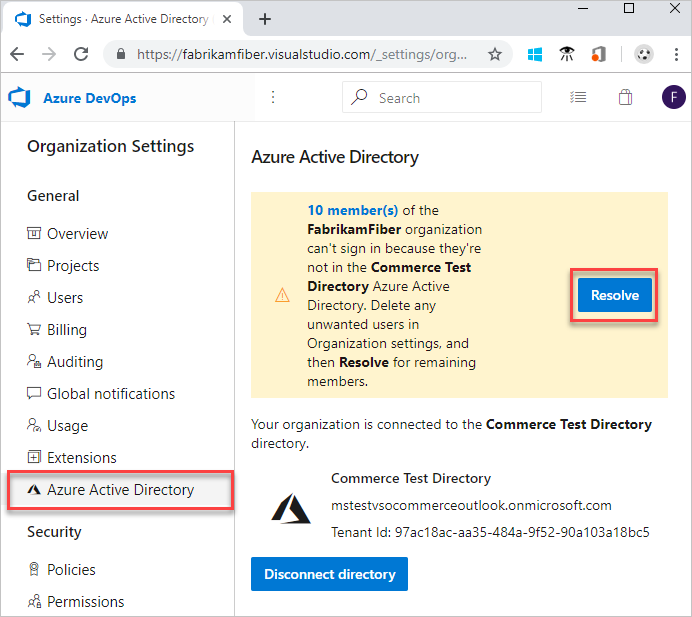 Settings · Azure Active Directory
https://fabrikamfiber.visualstudio.com/_settings/org...
Azure DevOps
Search
F
Organization Settings
General
Overview
Projects
Users
Billing
Auditing
Global notifications
Usage
Extensions
Azure Active Directory
Security
Policies
Permissions
Azure Active Directory
10 member(s) of the
FabrikamFiber organization
can't sign in because they're
not in the Commerce Test
Directory Azure Active
Directory. Delete any
unwanted users in
Organization settings, and
then Resolve for remaining
members.
Resolve
Your organization is connected to the Commerce Test Directory
directory.
Commerce Test Directory
mstestvsocommerceoutlook.onmicrosoft.com
Tenant Id: 97ac18ac-aa35-484a-9f52-90a103a18bc5
Disconnect directory